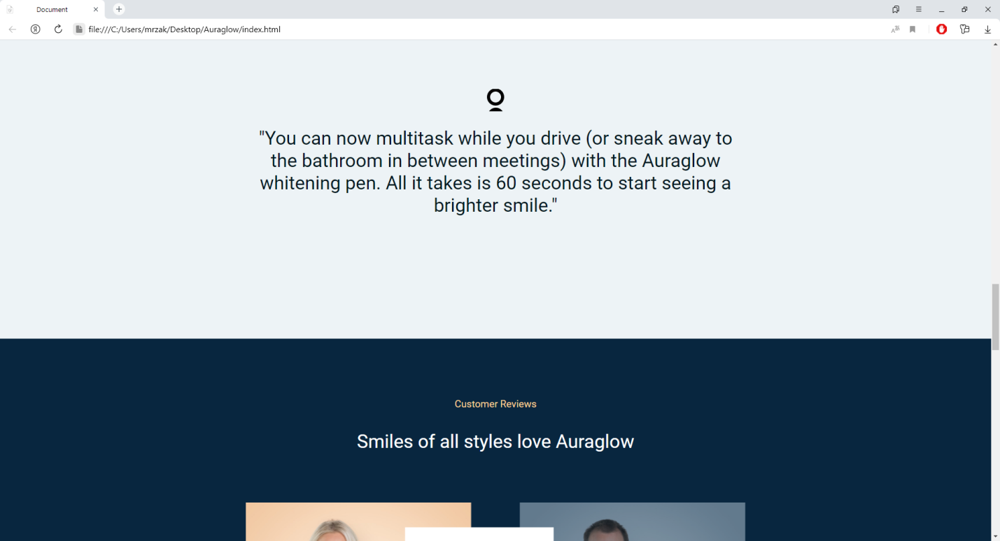 Document
file:///C:/Users/mrzak/Desktop/Auraglow/index.html
"You can now multitask while you drive (or sneak away to
the bathroom in between meetings) with the Auraglow
whitening pen. All it takes is 60 seconds to start seeing a
brighter smile."
Customer Reviews
Smiles of all styles love Auraglow